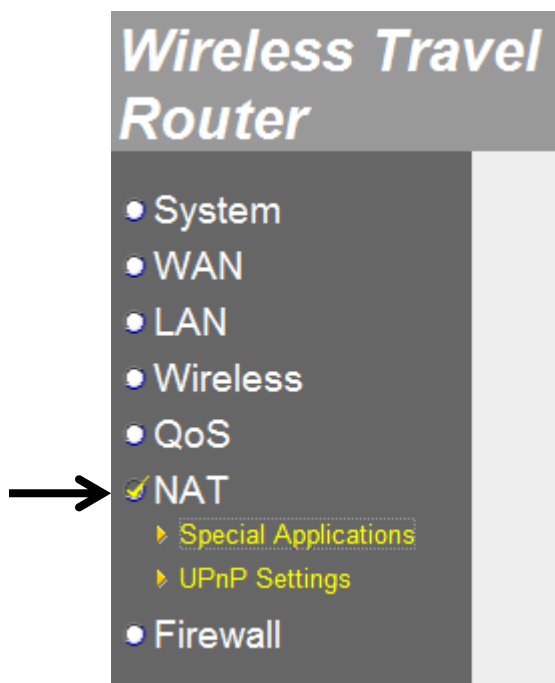 Wireless Travel
Router
System
WAN
LAN
Wireless
QoS
NAT
Special Applications
UPnP Settings
Firewall